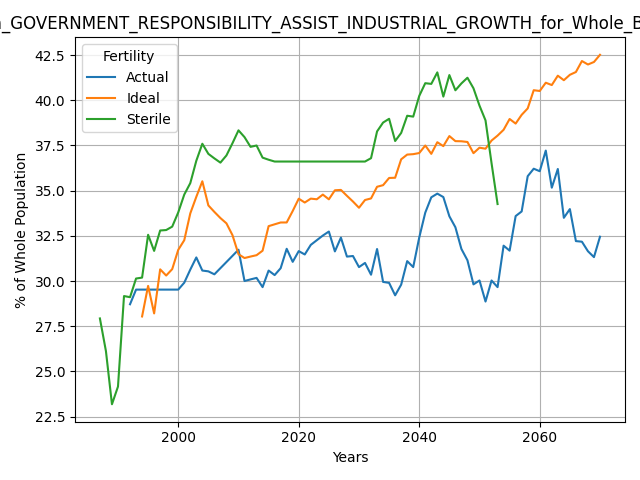 GOVERNMENT_RESPONSIBILITY_ASSIST_INDUSTRIAL_GROWTH_for_Whole_
Fertility
Actual
Ideal
Sterile
% of Whole Population
42.5
40.0
37.5
35.0
32.5
30.0
27.5
25.0
22.5
2000
2020
2040
2060
Years